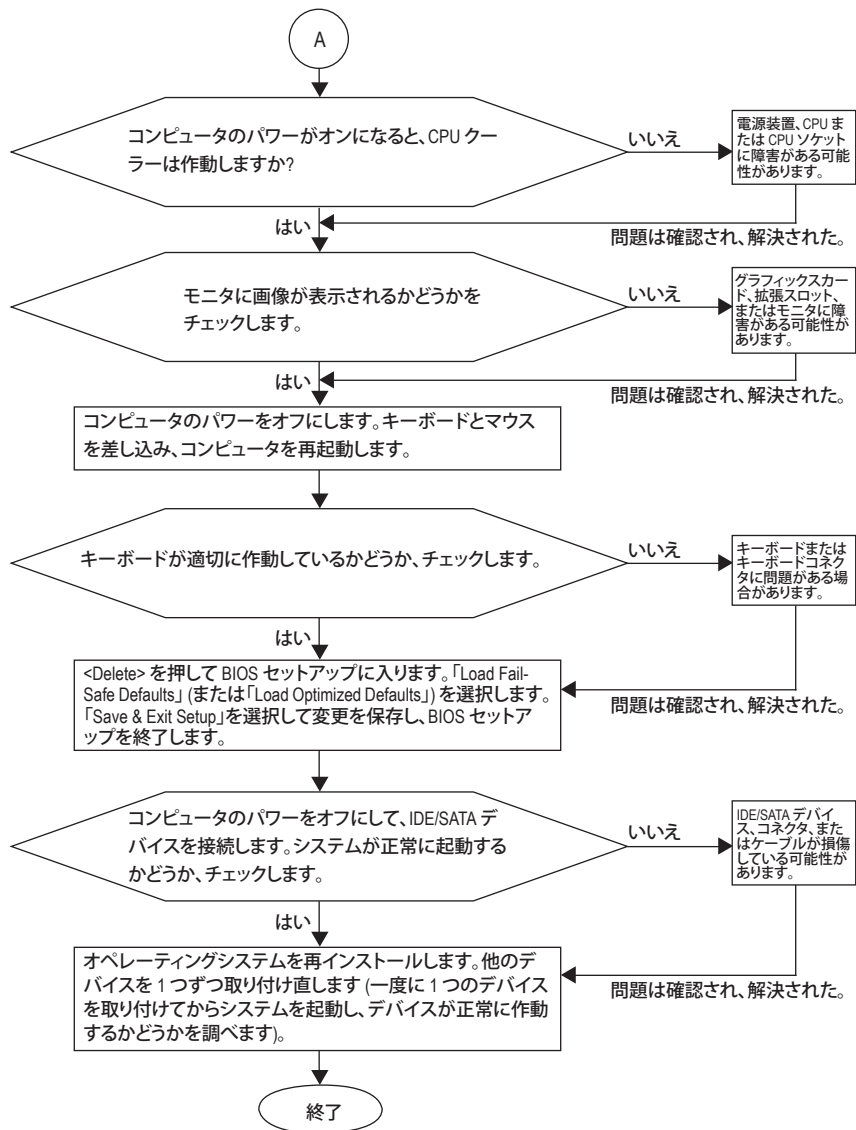 A
コンピュータのパワーがオンになると、CPU ク
ーラーは作動しますか?
いいえ
電源装置、CPU ま
たは CPU ソケット
に障害がある可能
性があります。
はい
問題は確認され、解決された。
モニタに画像が表示されるかどうかを
チェックします。
いいえ
グラフィックスカー
ド、拡張スロット、
またはモニタに障
害がある可能性が
あります。
はい
問題は確認され、解決された。
コンピュータのパワーをオフにします。キーボードとマウス
を差し込み、コンピュータを再起動します。
キーボードが適切に作動しているかどうか、チェックします。
いいえ
キーボードまたは
キーボードコネク
タに問題がある場
合があります。
はい
<Delete> を押して BIOS セットアップに入ります。「Load Fail-
Safe Defaults」 (または「Load Optimized Defaults」) を選択します。
「Save & Exit Setup」を選択して変更を保存し、BIOS セットア
ップを終了します。
問題は確認され、解決された。
コンピュータのパワーをオフにして、IDE/SATA デ
バイスを接続します。システムが正常に起動する
かどうか、チェックします。
いいえ
IDE/SATA デバイ
ス、コネクタ、また
はケーブルが損傷
している可能性が
あります。
はい
オペレーティングシステムを再インストールします。他のデ
バイスを 1 つずつ取り付け直します (一度に 1 つのデバイス
を取り付けてからシステムを起動し、デバイスが正常に作動
するかどうかを調べます)。
問題は確認され、解決された。
終了